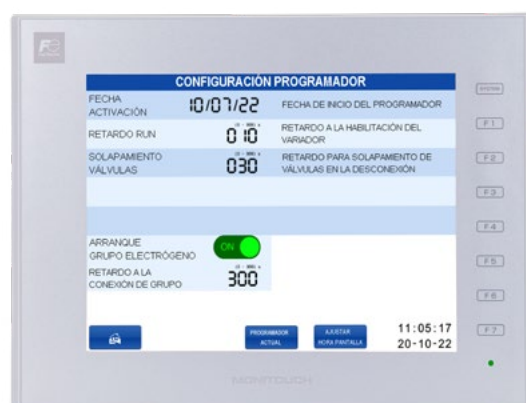 CONFIGURACIÓN PROGRAMADOR
FECHA ACTIVACIÓN
10/07/22
FECHA DE INICIO DEL PROGRAMADOR
RETARDO RUN
010
RETARDO A LA HABILITACIÓN DEL VARIADOR
SOLAPAMIENTO VÁLVULAS
030
RETARDO PARA SOLAPAMIENTO DE VÁLVULAS EN LA DESCONEXIÓN
ARRANQUE GRUPO ELECTRÓGENO
ON
RETARDO A LA CONEXIÓN DE GRUPO
300
PROGRAMADOR ACTUAL
AJUSTAR HORA PANTALLA
11:05:17
20-10-22
SYSTEM
F1
F2
F3
F4
F5
F6
F7
MONITOUCH